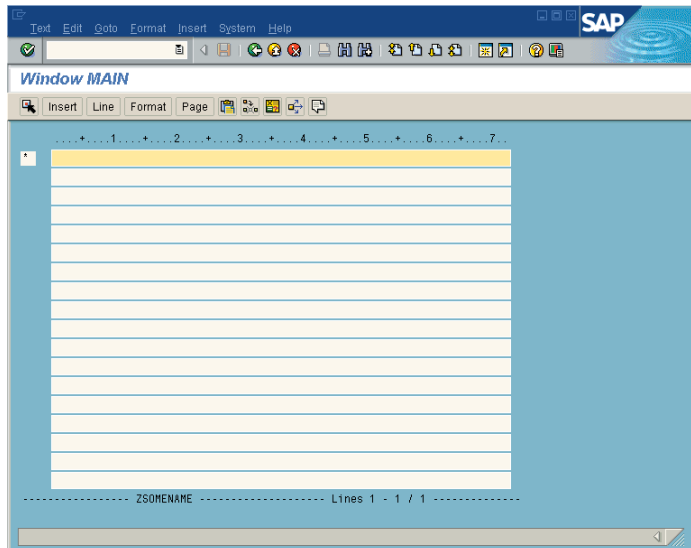 Text Edit Goto Format Insert System Help
SAP
Window MAIN
Insert Line Format Page
....+....1....+....2....+....3....+....4....+....5....+....6....+....7..
*
----------------- ZSOMENAME -------------------- Lines 1 - 1 / 1 --------------